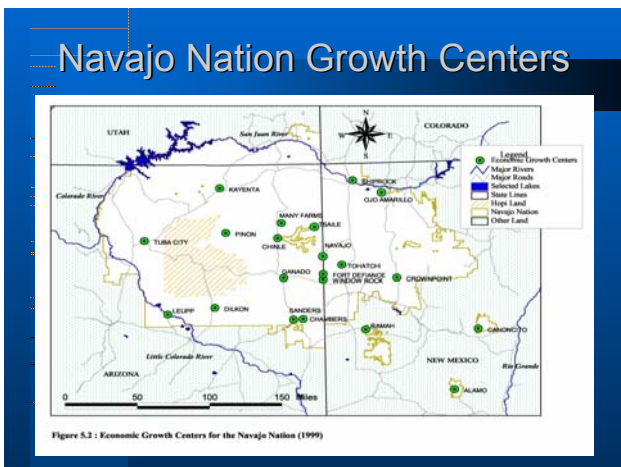 Navajo Nation Growth Centers
N
UTAH
San Juan River
W E
COLORADO
S
Legend
Economic Growth Centers
Major Rivers
Major Roads
Selected Lakes
State Lines
Hopi Land
Navajo Nation
Other Land
SHIPROCK
KAYENTA
OJO AMARILLO
Colorado River
MANY FARMS
TSAILE
PINON
TUBA CITY
CHINLE
NAVAJO
TOHATCHI
GANADO
FORT DEFIANCE
WINDOW ROCK
CROWNPOINT
DILKON
LEUPP
SANDERS
CHAMBERS
RAMAH
CANONCITO
Little Colorado River
NEW MEXICO
Rio Grande
ARIZONA
ALAMO
0 50 100 150 Miles
Figure 5.2 : Economic Growth Centers for the Navajo Nation (1999)